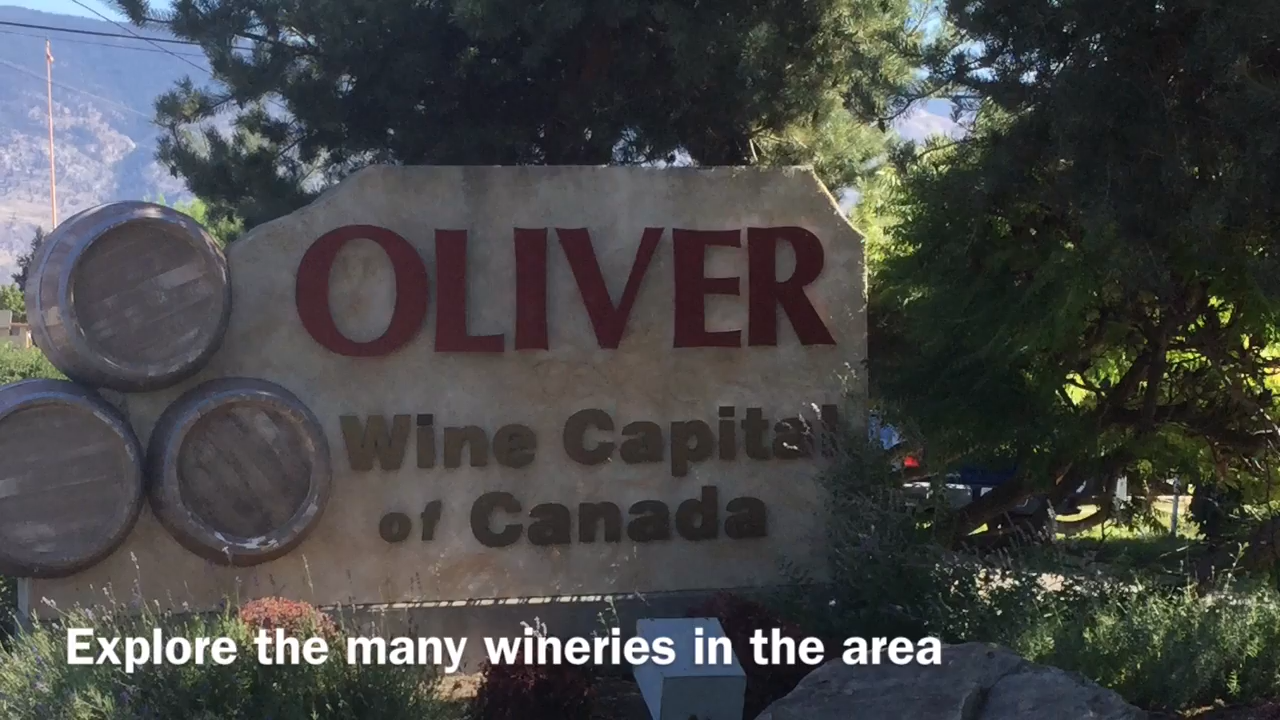 OLIVER
Wine Capital
of Canada
Explore the many wineries in the area